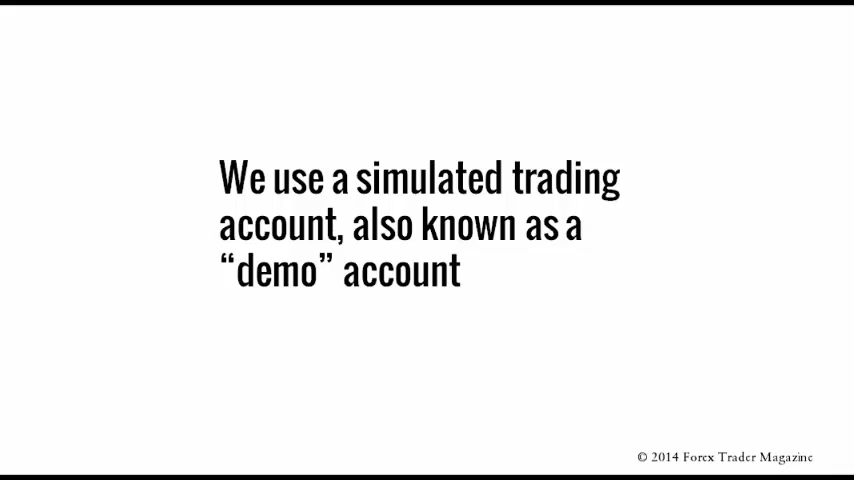 We use a simulated trading
account, also known as a
“demo” account
© 2014 Forex Trader Magazine